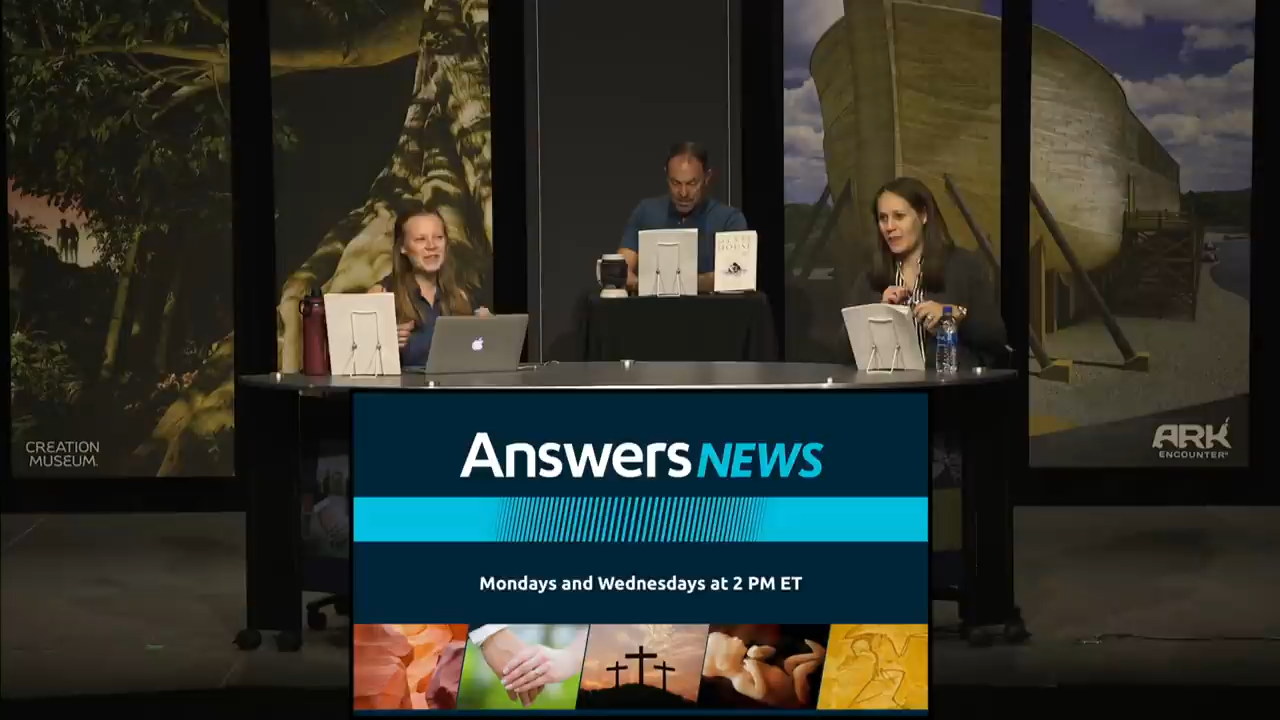 CREATION
MUSEUM
ARK
ENCOUNTER
Answers NEWS
Mondays and Wednesdays at 2 PM ET